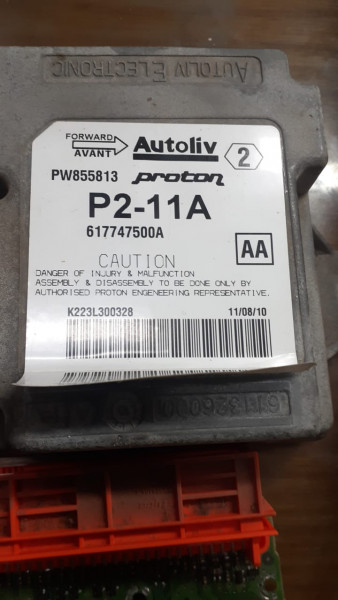 AUTOLIV ELECTRONIC
FORWARD
AVANT
Autoliv
2
PW855813 proton
P2-11A
617747500A
AA
CAUTION
DANGER OF INJURY & MALFUNCTION
ASSEMBLY & DISASSEMBLY TO BE DONE ONLY BY
AUTHORISED PROTON ENGENEERING REPRESENTATIVE.
K223L300328 11/08/10